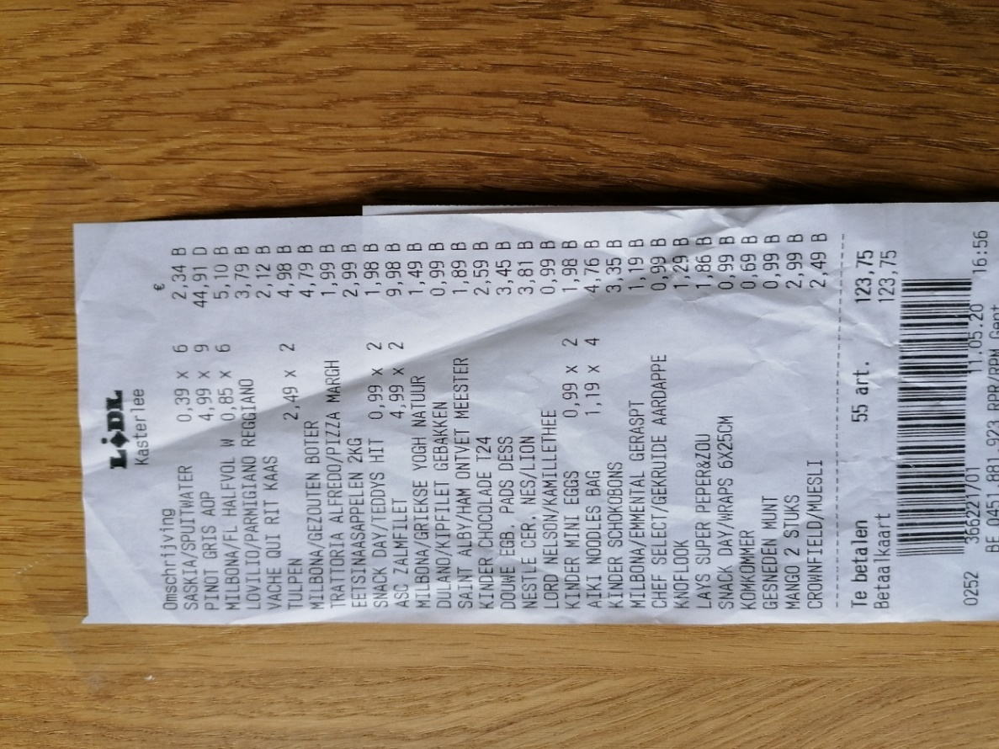 LiDL
Kasterlee
Omschrijving €
SASKIA/SPUITWATER 0,39 x 6 2,34 B
PINOT GRIS AOP 4,99 x 9 44,91 D
MILBONA/FL HALFVOL W 0,85 x 6 5,10 B
LOVILIO/PARMIGIANO REGGIANO 3,79 B
VACHE QUI RIT KAAS 2,12 B
TULPEN 2,49 x 2 4,98 B
MILBONA/GEZOUTEN BOTER 4,79 B
TRATTORIA ALFREDO/PIZZA MARGH 1,99 B
EETSINAASAPPELEN 2KG 2,99 B
SNACK DAY/TEDDYS HIT 0,99 x 2 1,98 B
ASC ZALMFILET 4,99 x 2 9,98 B
MILBONA/GRIEKSE YOGH NATUUR 1,49 B
DULANO/KIPFILET GEBAKKEN 0,99 B
SAINT ALBY/HAM ONTVET MEESTER 1,89 B
KINDER CHOCOLADE T24 2,59 B
DOUWE EGB. PADS DESS 3,45 B
NESTLE CER. NES/LION 3,81 B
LORD NELSON/KAMILLETHEE 0,99 B
KINDER MINI EGGS 0,99 x 2 1,98 B
AIKI NOODLES BAG 1,19 x 4 4,76 B
KINDER SCHOKOBONS 3,35 B
MILBONA/EMMENTAL GERASPT 1,19 B
CHEF SELECT/GEKRUIDE AARDAPPE 0,99 B
KNOFLOOK 1,29 B
LAYS SUPER PEPER&ZOU 1,86 B
SNACK DAY/WRAPS 6X25CM 0,99 B
KOMKOMMER 0,69 B
GESNEDEN MUNT 0,99 B
MANGO 2 STUKS 2,99 B
CROWNFIELD/MUESLI 2,49 B
Te betalen 55 art. 123,75
Betaalkaart 123,75
0252 366221/01 11.05.20 16:56
BE 0451.881.923 RPR/RPM Gent